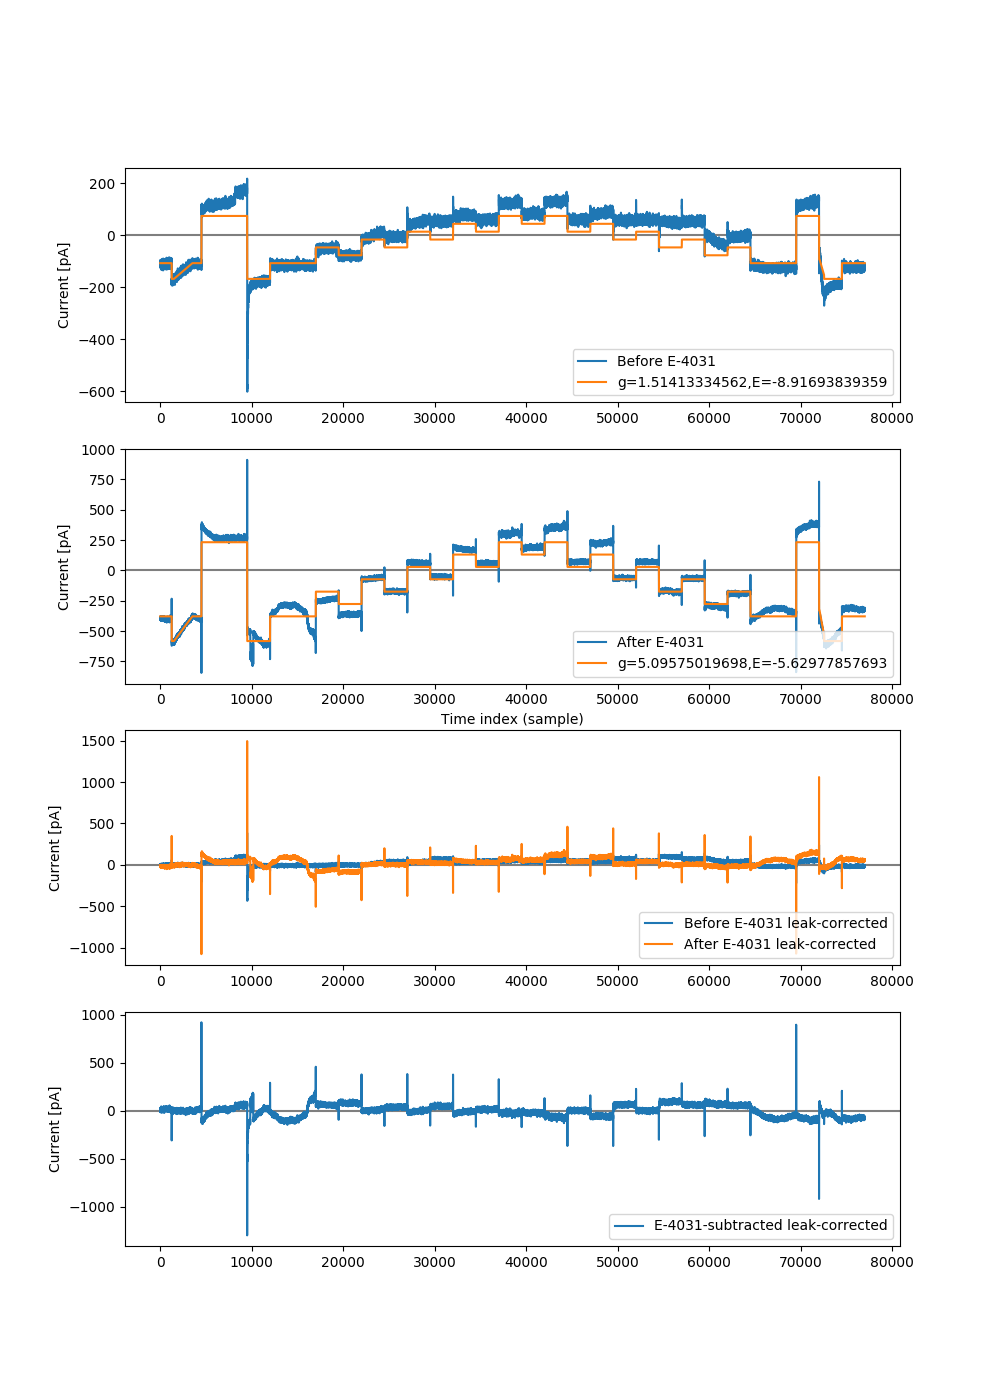 200
0
−200
−400
−600
Current [pA]
Before E-4031
g=1.51413334562,E=-8.91693839359
0 10000 20000 30000 40000 50000 60000 70000 80000
1000
750
500
250
0
−250
−500
−750
Current [pA]
After E-4031
g=5.09575019698,E=-5.62977857693
0 10000 20000 30000 40000 50000 60000 70000 80000
Time index (sample)
1500
1000
500
0
−500
−1000
Current [pA]
Before E-4031 leak-corrected
After E-4031 leak-corrected
0 10000 20000 30000 40000 50000 60000 70000 80000
1000
500
0
−500
−1000
Current [pA]
E-4031-subtracted leak-corrected
0 10000 20000 30000 40000 50000 60000 70000 80000